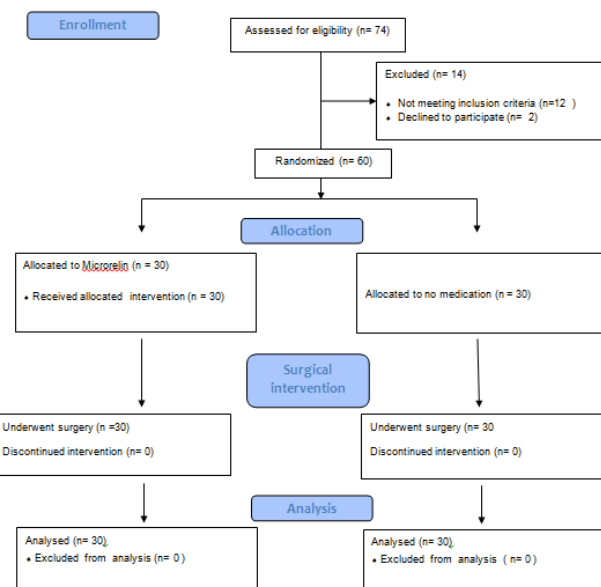 Enrollment
Assessed for eligibility (n= 74)
Excluded (n= 14)
• Not meeting inclusion criteria (n=12 )
• Declined to participate (n= 2)
Randomized (n= 60)
Allocation
Allocated to Microrelin (n = 30)
• Received allocated intervention (n = 30)
Allocated to no medication (n = 30)
Surgical
intervention
Underwent surgery (n =30)
Discontinued intervention (n= 0)
Underwent surgery (n= 30
Discontinued intervention (n= 0)
Analysis
Analysed (n= 30),
• Excluded from analysis (n= 0 )
Analysed (n= 30),
• Excluded from analysis ( n= 0 )